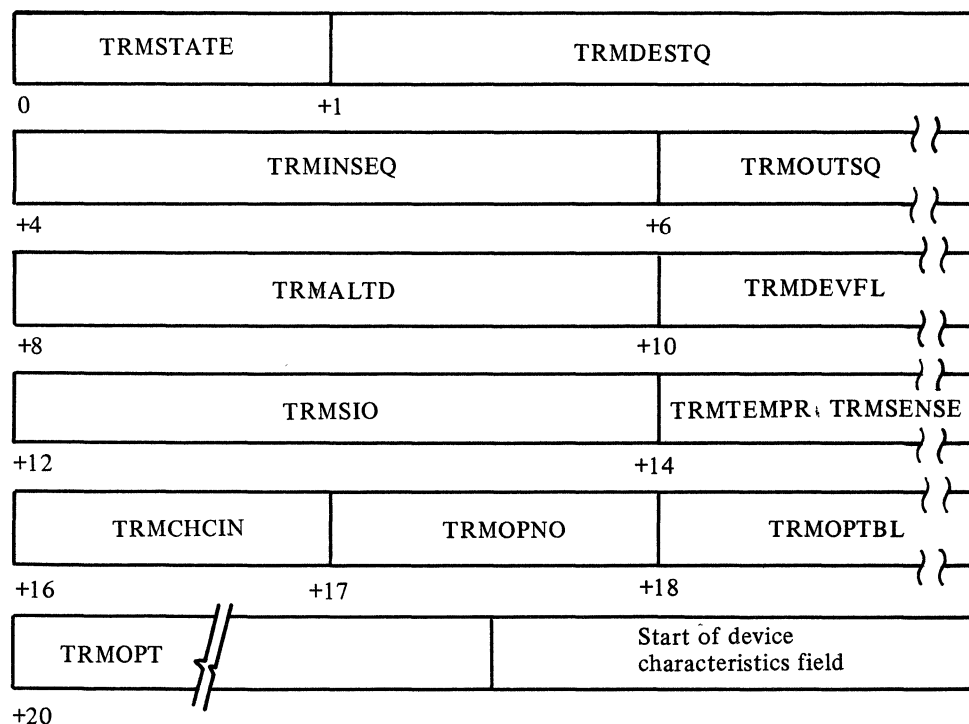 TRMSTATE TRMDESTQ
0 +1
TRMINSEQ TRMOUTSQ
+4 +6
TRMALTD TRMDEVFL
+8 +10
TRMSIO TRMTEMPR TRMSENSE
+12 +14
TRMCHCIN TRMOPNO TRMOPTBL
+16 +17 +18
TRMOPT Start of device
characteristics field
+20